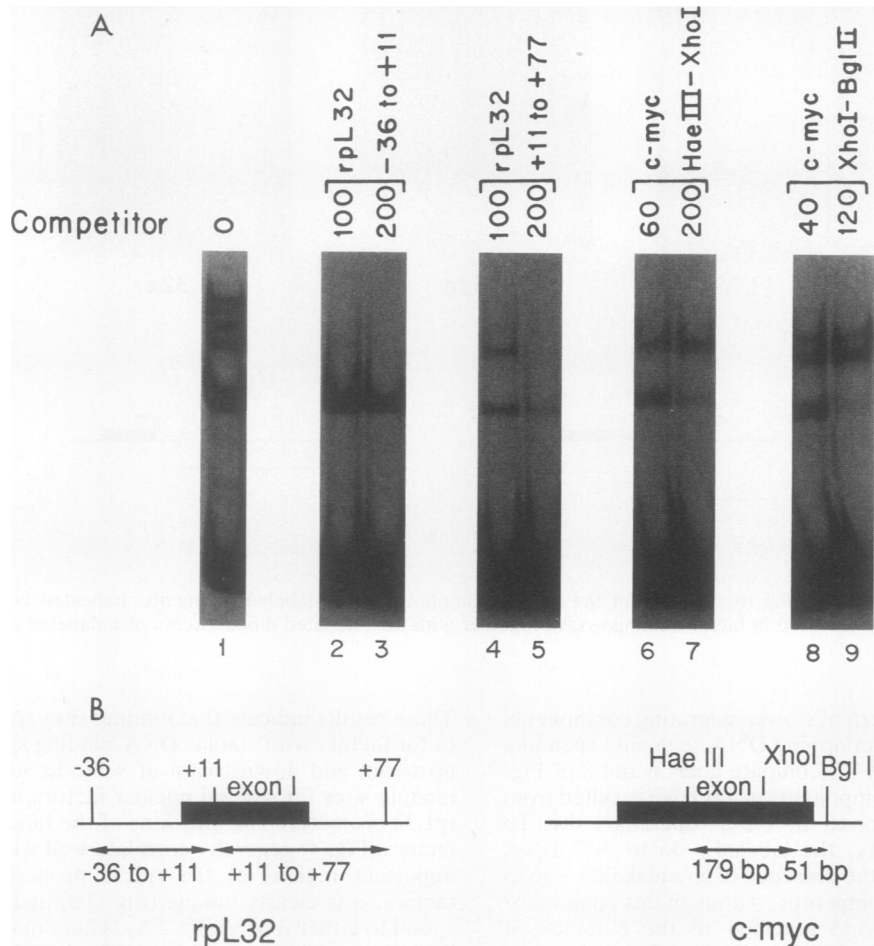 A
Competitor
0
100
200
rpL32
-36 to +11
100
200
rpL32
+11 to +77
60
200
c-myc
HaeIII-XhoI
40
120
c-myc
XhoI-BglII
1
2
3
4
5
6
7
8
9
B
-36
+11
exon
+77
-36 to +11
+11 to +77
rpL32
Hae III
XhoI
Bgl II
exon
179 bp
51 bp
c-myc